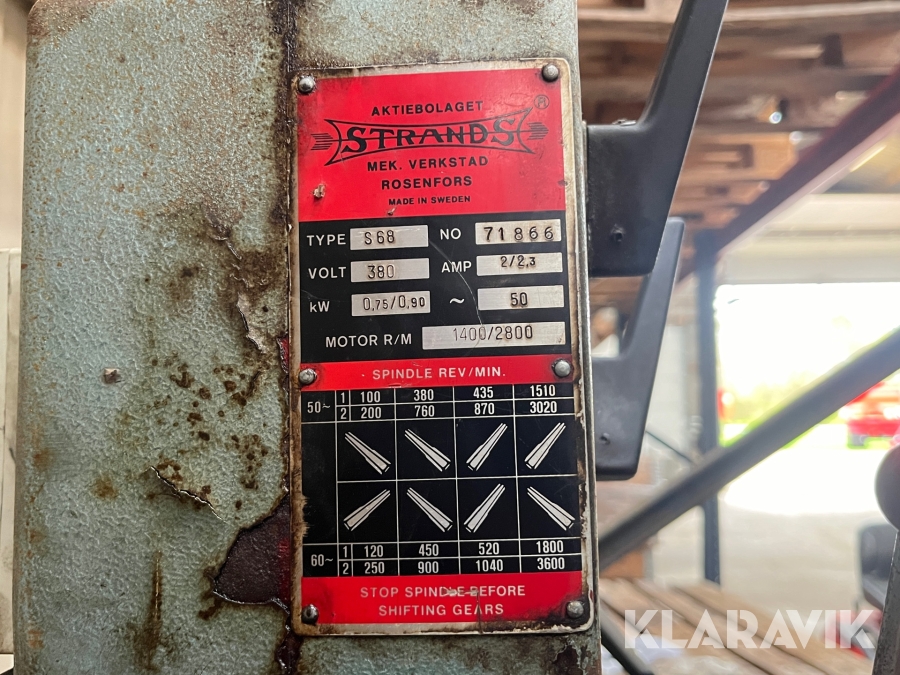 AKTIEBOLAGET
STRANDS ®
MEK. VERKSTAD
ROSENFORS
MADE IN SWEDEN
TYPE S68 NO 71866
VOLT 380 AMP 2/2,3
kW 0,75/0,90 ~ 50
MOTOR R/M 1400/2800
SPINDLE REV/MIN.
50~ 1 100 380 435 1510
2 200 760 870 3020
60~ 1 120 450 520 1800
2 250 900 1040 3600
STOP SPINDLE BEFORE
SHIFTING GEARS
KLARAVIK